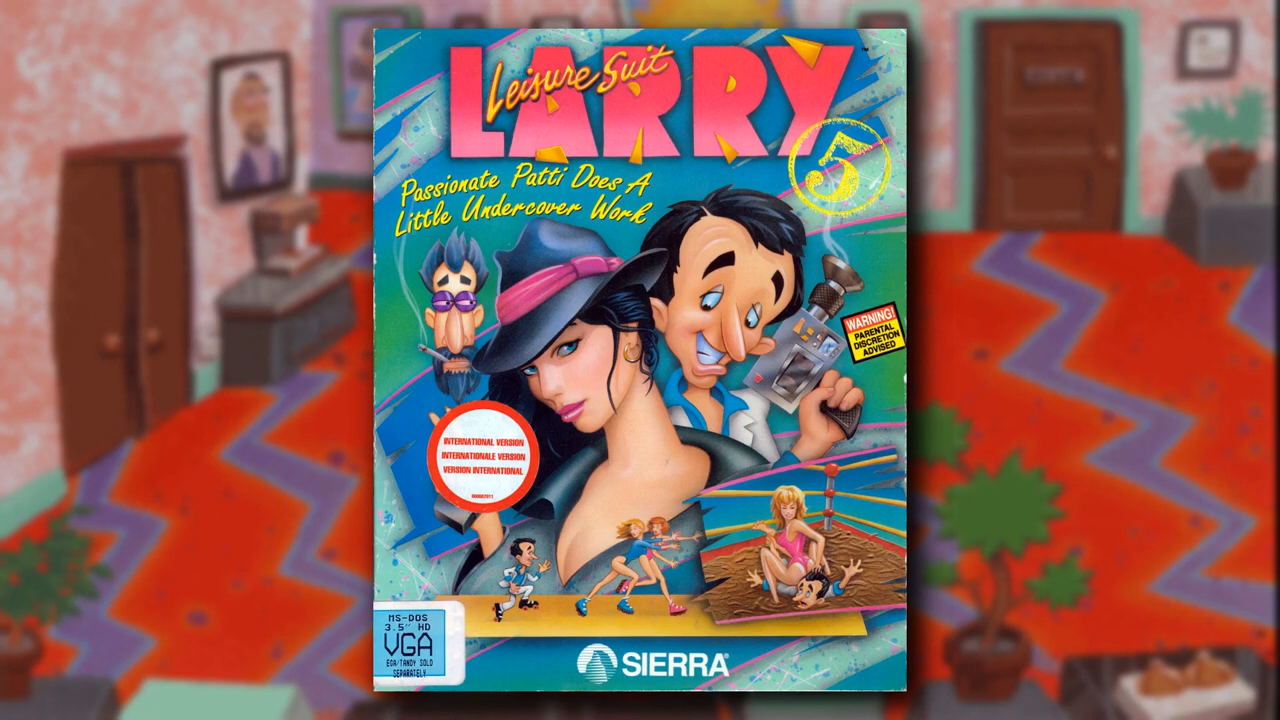 Leisure Suit
LARRY™
5
Passionate Patti Does A
Little Undercover Work
WARNING!
PARENTAL
DISCRETION
ADVISED
INTERNATIONAL VERSION
INTERNATIONALE VERSION
VERSION INTERNATIONAL
MS-DOS
3.5" HD
VGA
EGA/TANDY SOLD
SEPARATELY
SIERRA®